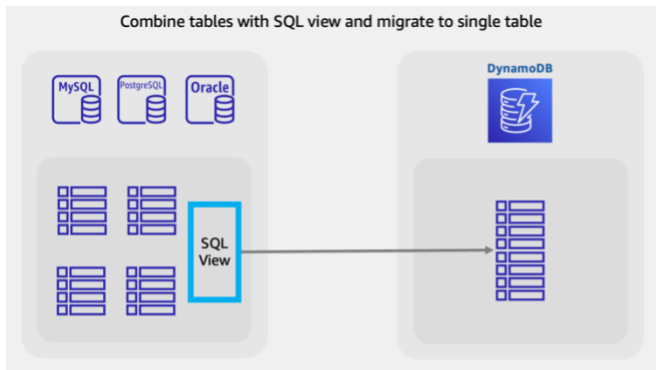 Combine tables with SQL view and migrate to single table
MySQL
PostgreSQL
Oracle
DynamoDB
SQL
View